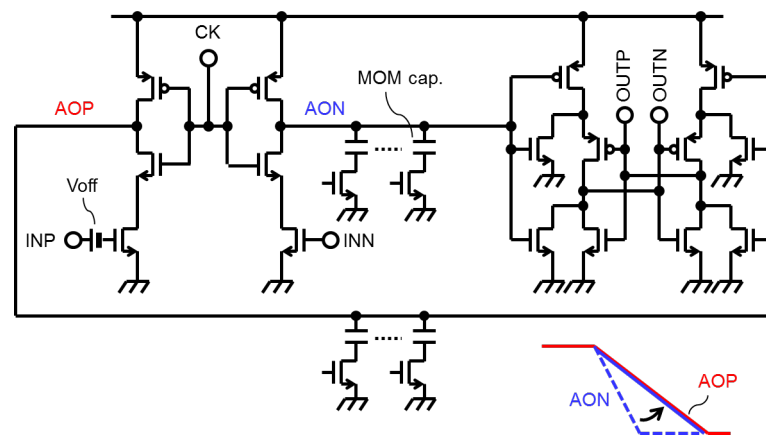 CK
MOM cap.
OUTP
OUTN
AOP
AON
Voff
INP
INN
AOP
AON